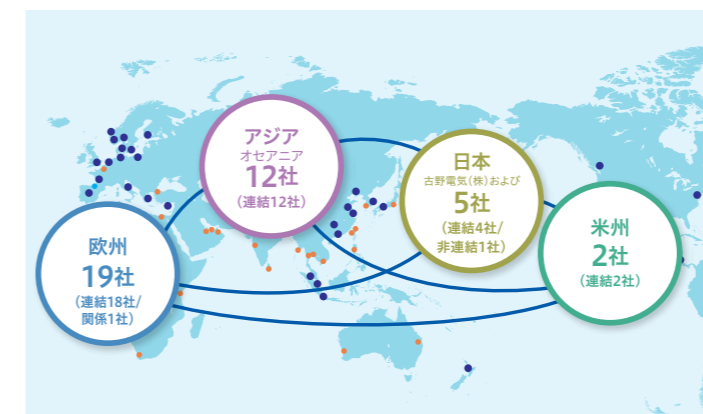 アジア
オセアニア
12社
（連結12社）
日本
古野電気（株）および
5社
（連結4社/
非連結1社）
欧州
19社
（連結18社/
関係1社）
米州
2社
（連結2社）